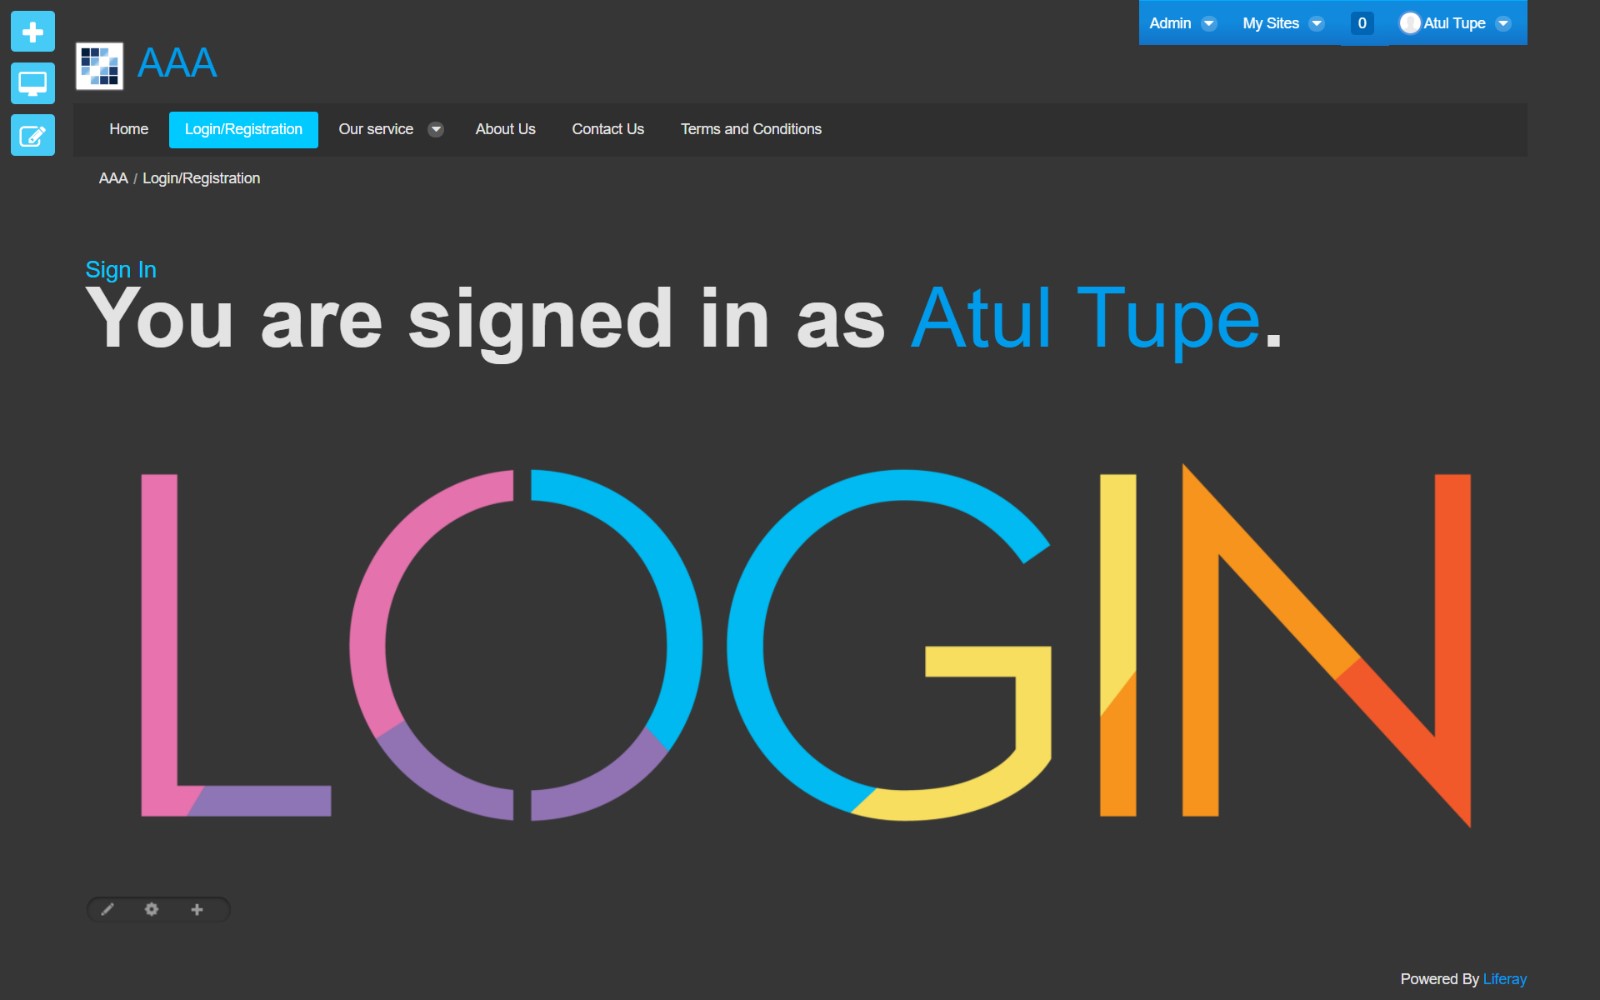 Admin My Sites 0 Atul Tupe
AAA
Home Login/Registration Our service About Us Contact Us Terms and Conditions
AAA / Login/Registration
Sign In
You are signed in as Atul Tupe.
LOGIN
Powered By Liferay